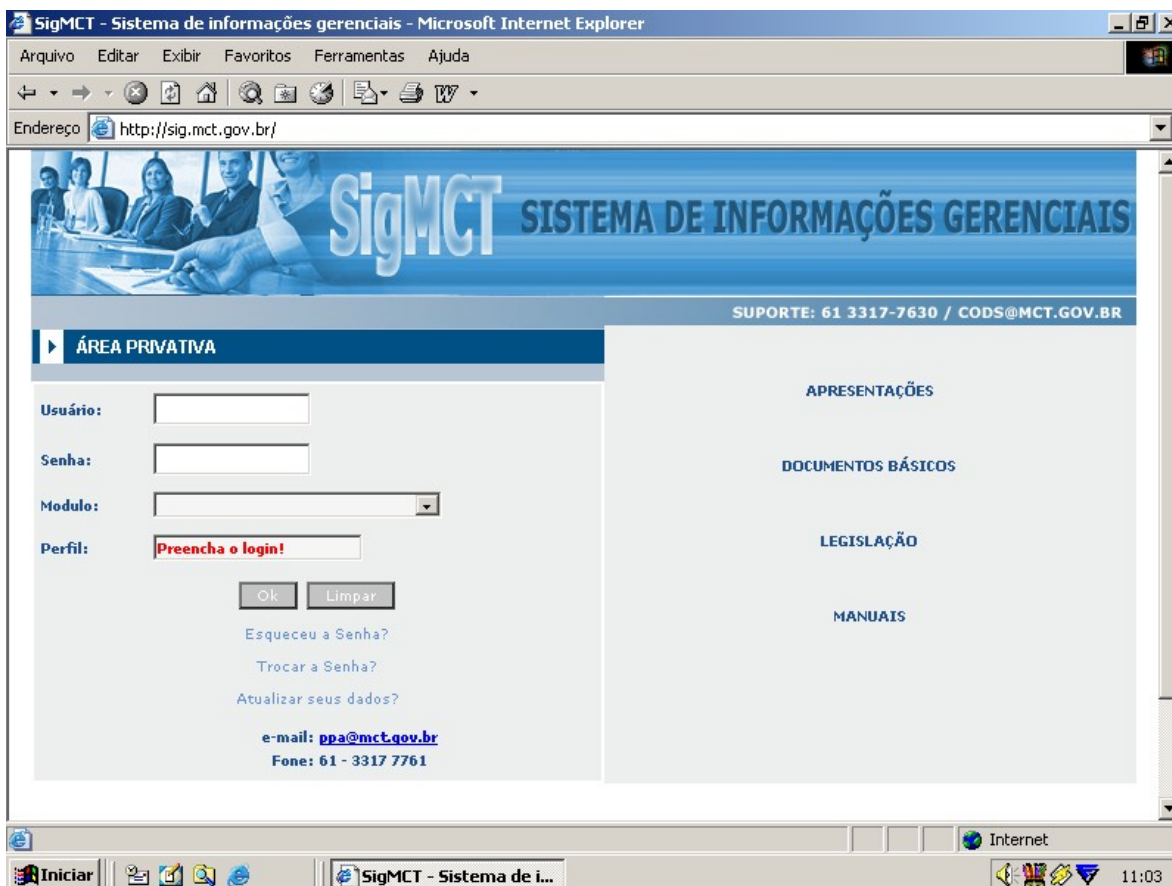 SigMCT - Sistema de informações gerenciais - Microsoft Internet Explorer
Arquivo Editar Exibir Favoritos Ferramentas Ajuda
Endereço http://sig.mct.gov.br/
SigMCT SISTEMA DE INFORMAÇÕES GERENCIAIS
SUPORTE: 61 3317-7630 / CODS@MCT.GOV.BR
ÁREA PRIVATIVA
Usuário:
Senha:
Modulo:
Perfil: Preencha o login!
Ok Limpar
Esqueceu a Senha?
Trocar a Senha?
Atualizar seus dados?
e-mail: ppa@mct.gov.br
Fone: 61 - 3317 7761
APRESENTAÇÕES
DOCUMENTOS BÁSICOS
LEGISLAÇÃO
MANUAIS
Internet
Iniciar SigMCT - Sistema de i... 11:03